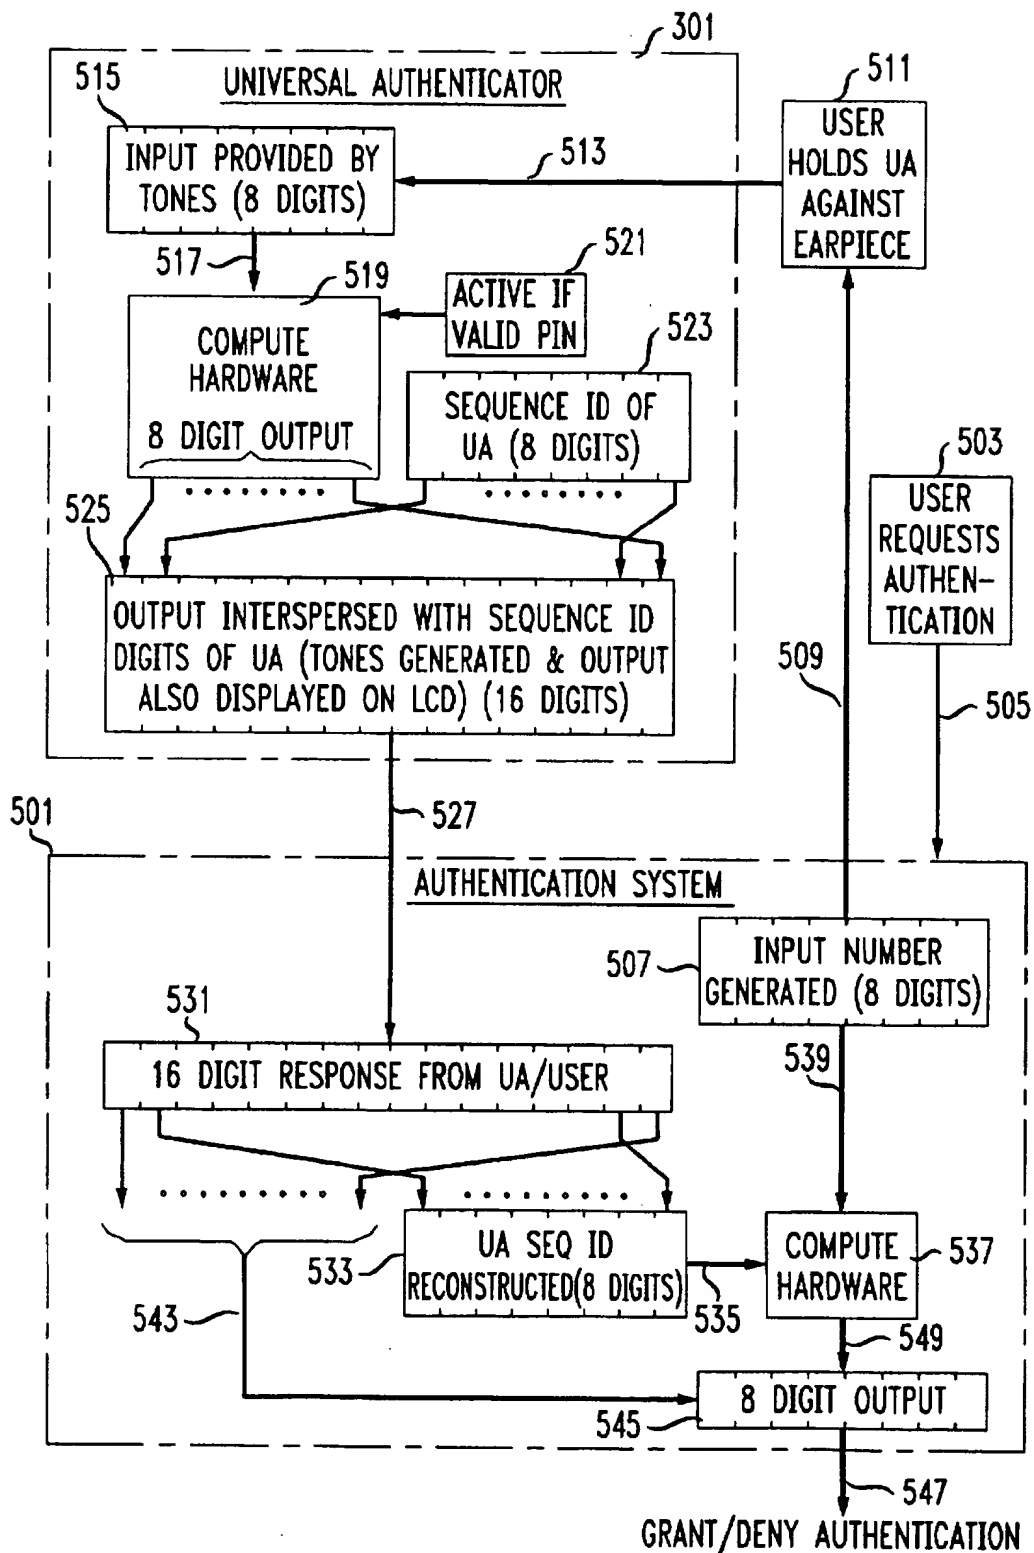 301
UNIVERSAL AUTHENTICATOR
515
INPUT PROVIDED BY
TONES (8 DIGITS)
513
511
USER
HOLDS UA
AGAINST
EARPIECE
517
519
521
ACTIVE IF
VALID PIN
COMPUTE
HARDWARE
8 DIGIT OUTPUT
523
SEQUENCE ID OF
UA (8 DIGITS)
503
USER
REQUESTS
AUTHEN-
TICATION
525
OUTPUT INTERSPERSED WITH SEQUENCE ID
DIGITS OF UA (TONES GENERATED & OUTPUT
ALSO DISPLAYED ON LCD) (16 DIGITS)
509
505
527
501
AUTHENTICATION SYSTEM
507
INPUT NUMBER
GENERATED (8 DIGITS)
531
16 DIGIT RESPONSE FROM UA/USER
539
533
UA SEQ ID
RECONSTRUCTED(8 DIGITS)
535
COMPUTE
HARDWARE
537
543
549
8 DIGIT OUTPUT
545
547
GRANT/DENY AUTHENTICATION